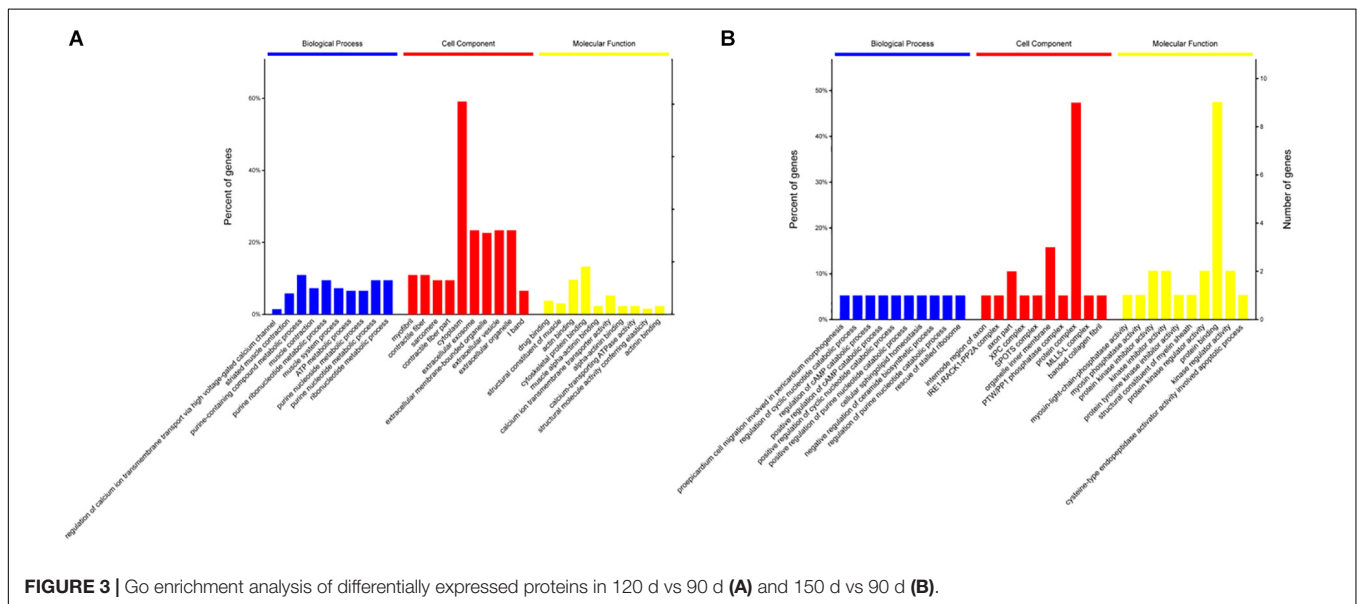 A
Biological Process
Cell Component
Molecular Function
Percent of genes
60%
40%
20%
0%
regulation of calcium ion transmembrane transport via high voltage-gated calcium channel
striated muscle contraction
purine-containing compound metabolic process
muscle contraction
purine ribonucleotide metabolic process
muscle system process
ATP metabolic process
purine nucleotide metabolic process
ribonucleotide metabolic process
myofibril
contractile fiber
sarcomere
contractile fiber part
cytoplasm
extracellular exosome
extracellular membrane-bounded organelle
extracellular vesicle
extracellular organelle
I band
drug binding
structural constituent of muscle
actin binding
cytoskeletal protein binding
muscle alpha-actinin binding
calcium ion transmembrane transporter activity
alpha-actinin binding
calcium-transporting ATPase activity
structural molecule activity conferring elasticity
actinin binding
B
Biological Process
Cell Component
Molecular Function
Percent of genes
50%
40%
30%
20%
10%
0%
Number of genes
10
8
6
4
2
0
proepicardium cell migration involved in pericardium morphogenesis
regulation of cyclic nucleotide catabolic process
regulation of cAMP catabolic process
positive regulation of cAMP catabolic process
positive regulation of cyclic nucleotide catabolic process
positive regulation of purine nucleotide catabolic process
cellular sphingolipid homeostasis
negative regulation of ceramide biosynthetic process
regulation of purine nucleotide catabolic process
rescue of stalled ribosome
internode region of axon
IRE1-RACK1-PP2A complex
axon part
XPC complex
SPOTS complex
organelle inner membrane
PTW/PP1 phosphatase complex
protein complex
MLL5-L complex
banded collagen fibril
myosin-light-chain-phosphatase activity
myosin phosphatase activity
protein kinase inhibitor activity
kinase inhibitor activity
protein tyrosine kinase inhibitor activity
structural constituent of myelin sheath
protein kinase regulator activity
protein binding
kinase regulator activity
cysteine-type endopeptidase activator activity involved apoptotic process
FIGURE 3 | Go enrichment analysis of differentially expressed proteins in 120 d vs 90 d (A) and 150 d vs 90 d (B).